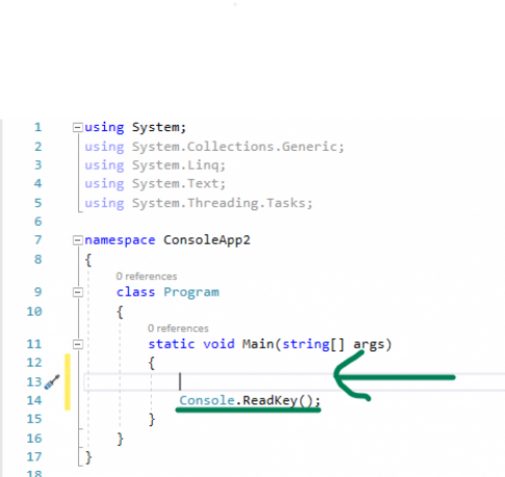 1 using System;
2 using System.Collections.Generic;
3 using System.Linq;
4 using System.Text;
5 using System.Threading.Tasks;
6
7 namespace ConsoleApp2
8 {
0 references
9 class Program
10 {
0 references
11 static void Main(string[] args)
12 {
13
14 Console.ReadKey();
15 }
16 }
17 }
18